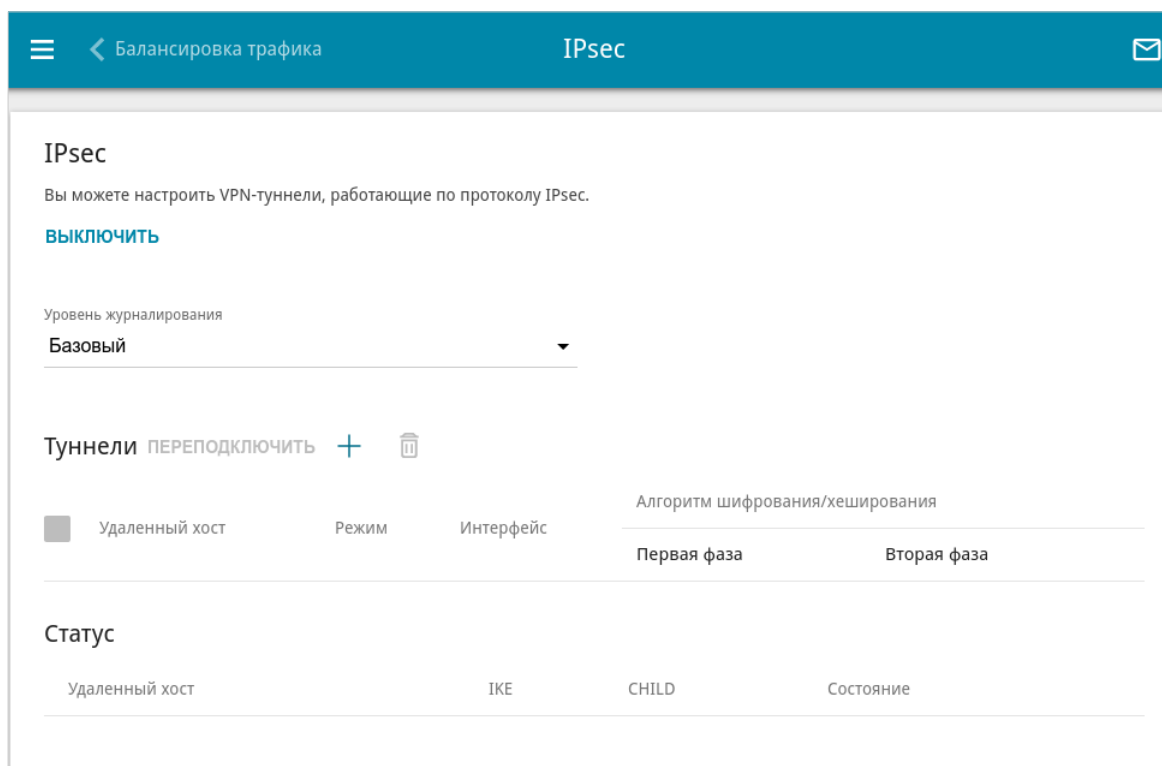 Балансировка трафика
IPsec
IPsec
Вы можете настроить VPN-туннели, работающие по протоколу IPsec.
ВЫКЛЮЧИТЬ
Уровень журналирования
Базовый
Туннели ПЕРЕПОДКЛЮЧИТЬ
Алгоритм шифрования/хеширования
Удаленный хост Режим Интерфейс
Первая фаза Вторая фаза
Статус
Удаленный хост IKE CHILD Состояние